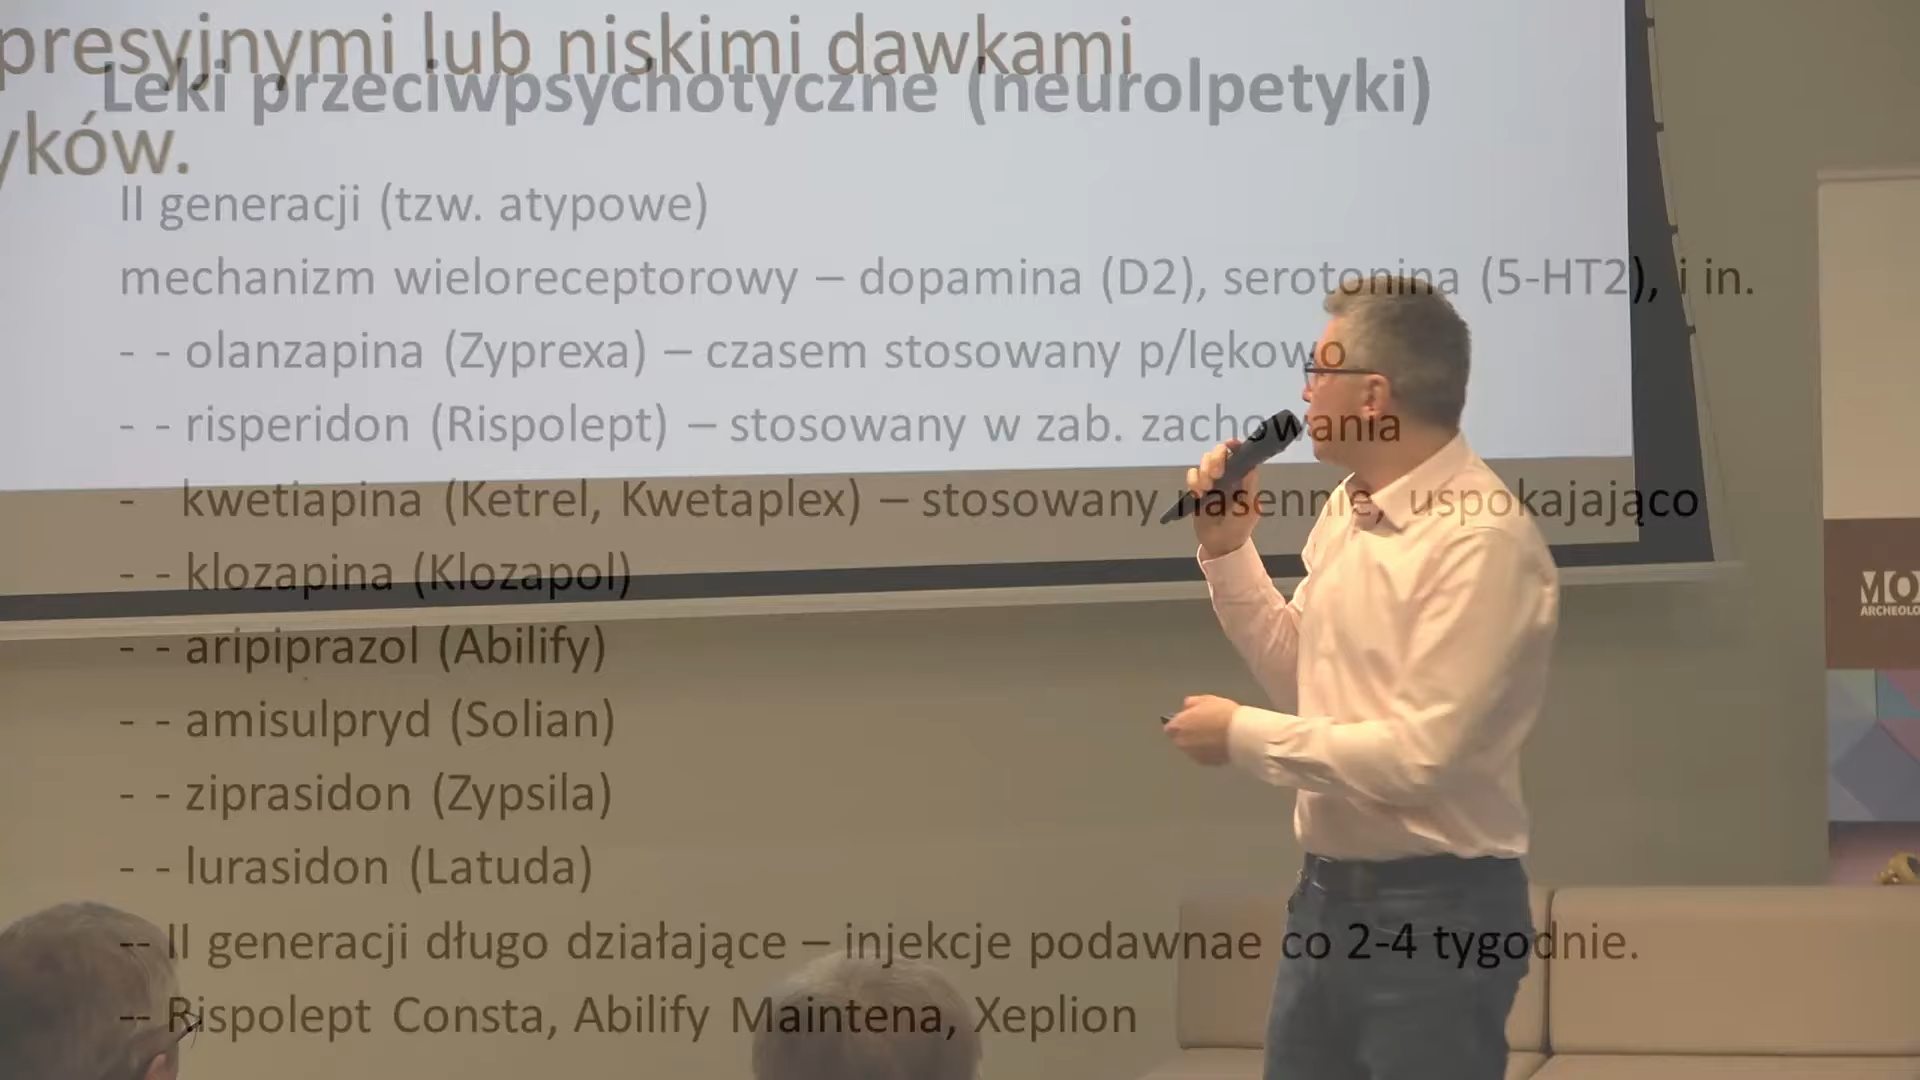 presyjnymi lub niskimi dawkami
yków.
Leki przeciwpsychotyczne (neurolpetyki)
II generacji (tzw. atypowe)
mechanizm wieloreceptorowy – dopamina (D2), serotonina (5-HT2), i in.
- - olanzapina (Zyprexa) – czasem stosowany p/lękowo
- - risperidon (Rispolept) – stosowany w zab. zachowania
- kwetiapina (Ketrel, Kwetaplex) – stosowany nasennie, uspokajająco
- - klozapina (Klozapol)
- - aripiprazol (Abilify)
- - amisulpryd (Solian)
- - ziprasidon (Zypsila)
- - lurasidon (Latuda)
-- II generacji długo działające – injekcje podawnae co 2-4 tygodnie.
-- Rispolept Consta, Abilify Maintena, Xeplion
MO
ARCHEOLO